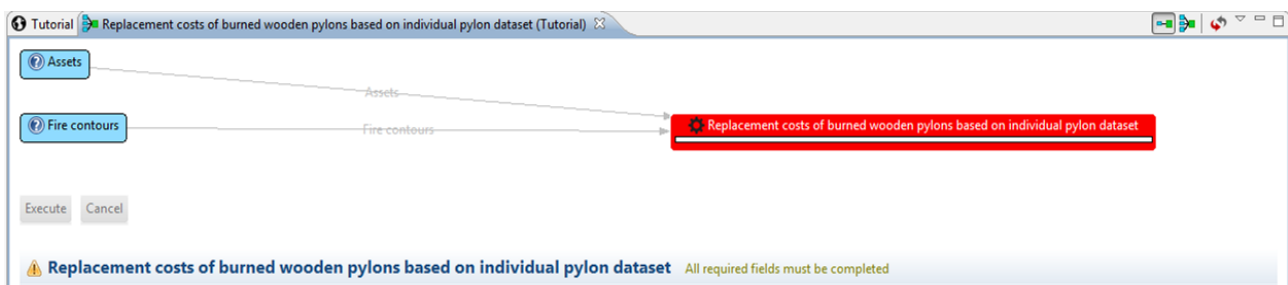 Tutorial Replacement costs of burned wooden pylons based on individual pylon dataset (Tutorial)
Assets
Assets
Fire contours
Fire contours
Replacement costs of burned wooden pylons based on individual pylon dataset
Execute Cancel
Replacement costs of burned wooden pylons based on individual pylon dataset All required fields must be completed